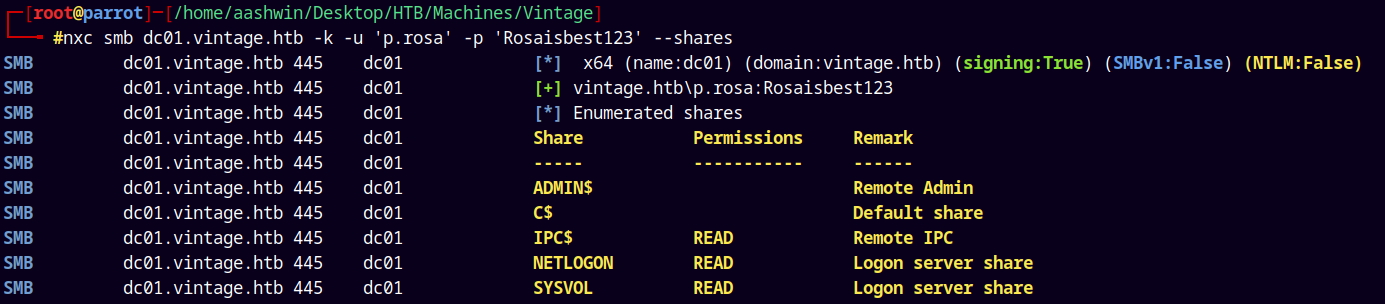 [root@parrot]─[/home/aashwin/Desktop/HTB/Machines/Vintage]
#nxc smb dc01.vintage.htb -k -u 'p.rosa' -p 'Rosaisbest123' --shares
SMB dc01.vintage.htb 445 dc01 [*]  x64 (name:dc01) (domain:vintage.htb) (signing:True) (SMBv1:False) (NTLM:False)
SMB dc01.vintage.htb 445 dc01 [+] vintage.htb\p.rosa:Rosaisbest123
SMB dc01.vintage.htb 445 dc01 [*] Enumerated shares
SMB dc01.vintage.htb 445 dc01 Share Permissions Remark
SMB dc01.vintage.htb 445 dc01 ----- ----------- ------
SMB dc01.vintage.htb 445 dc01 ADMIN$ Remote Admin
SMB dc01.vintage.htb 445 dc01 C$ Default share
SMB dc01.vintage.htb 445 dc01 IPC$ READ Remote IPC
SMB dc01.vintage.htb 445 dc01 NETLOGON READ Logon server share
SMB dc01.vintage.htb 445 dc01 SYSVOL READ Logon server share